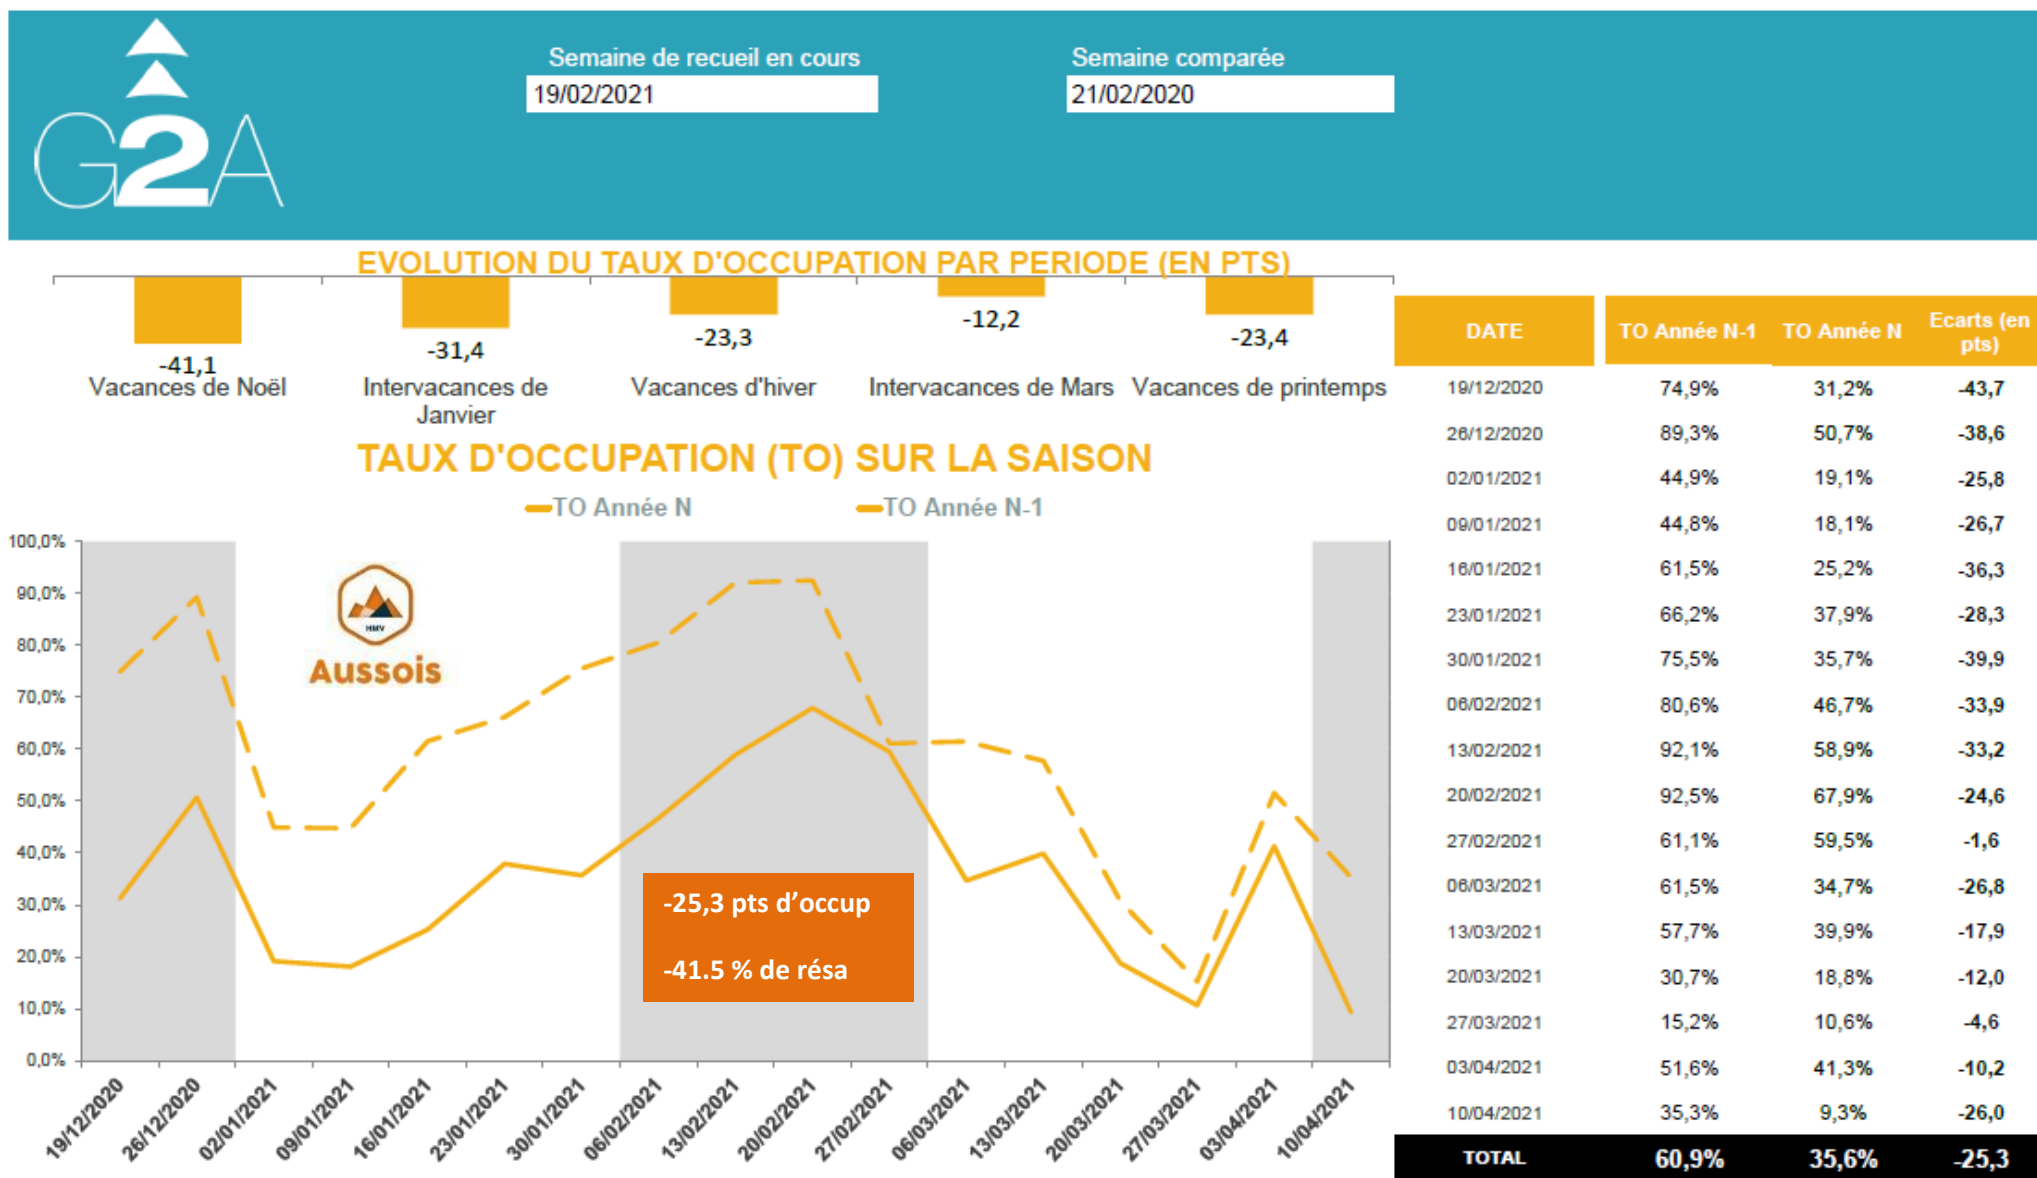 G2A
Semaine de recueil en cours
19/02/2021
Semaine comparée
21/02/2020
EVOLUTION DU TAUX D'OCCUPATION PAR PERIODE (EN PTS)
-41,1
-31,4
-23,3
-12,2
-23,4
Vacances de Noël
Intervacances de
Janvier
Vacances d'hiver
Intervacances de Mars
Vacances de printemps
TAUX D'OCCUPATION (TO) SUR LA SAISON
TO Année N
TO Année N-1
100,0%
90,0%
80,0%
70,0%
60,0%
50,0%
40,0%
30,0%
20,0%
10,0%
0,0%
HMV
Aussois
-25,3 pts d’occup
-41.5 % de résa
19/12/2020
26/12/2020
02/01/2021
09/01/2021
16/01/2021
23/01/2021
30/01/2021
06/02/2021
13/02/2021
20/02/2021
27/02/2021
06/03/2021
13/03/2021
20/03/2021
27/03/2021
03/04/2021
10/04/2021
DATE TO Année N-1 TO Année N Ecarts (en
pts)
19/12/2020 74,9% 31,2% -43,7
26/12/2020 89,3% 50,7% -38,6
02/01/2021 44,9% 19,1% -25,8
09/01/2021 44,8% 18,1% -26,7
16/01/2021 61,5% 25,2% -36,3
23/01/2021 66,2% 37,9% -28,3
30/01/2021 75,5% 35,7% -39,9
06/02/2021 80,6% 46,7% -33,9
13/02/2021 92,1% 58,9% -33,2
20/02/2021 92,5% 67,9% -24,6
27/02/2021 61,1% 59,5% -1,6
06/03/2021 61,5% 34,7% -26,8
13/03/2021 57,7% 39,9% -17,9
20/03/2021 30,7% 18,8% -12,0
27/03/2021 15,2% 10,6% -4,6
03/04/2021 51,6% 41,3% -10,2
10/04/2021 35,3% 9,3% -26,0
TOTAL 60,9% 35,6% -25,3